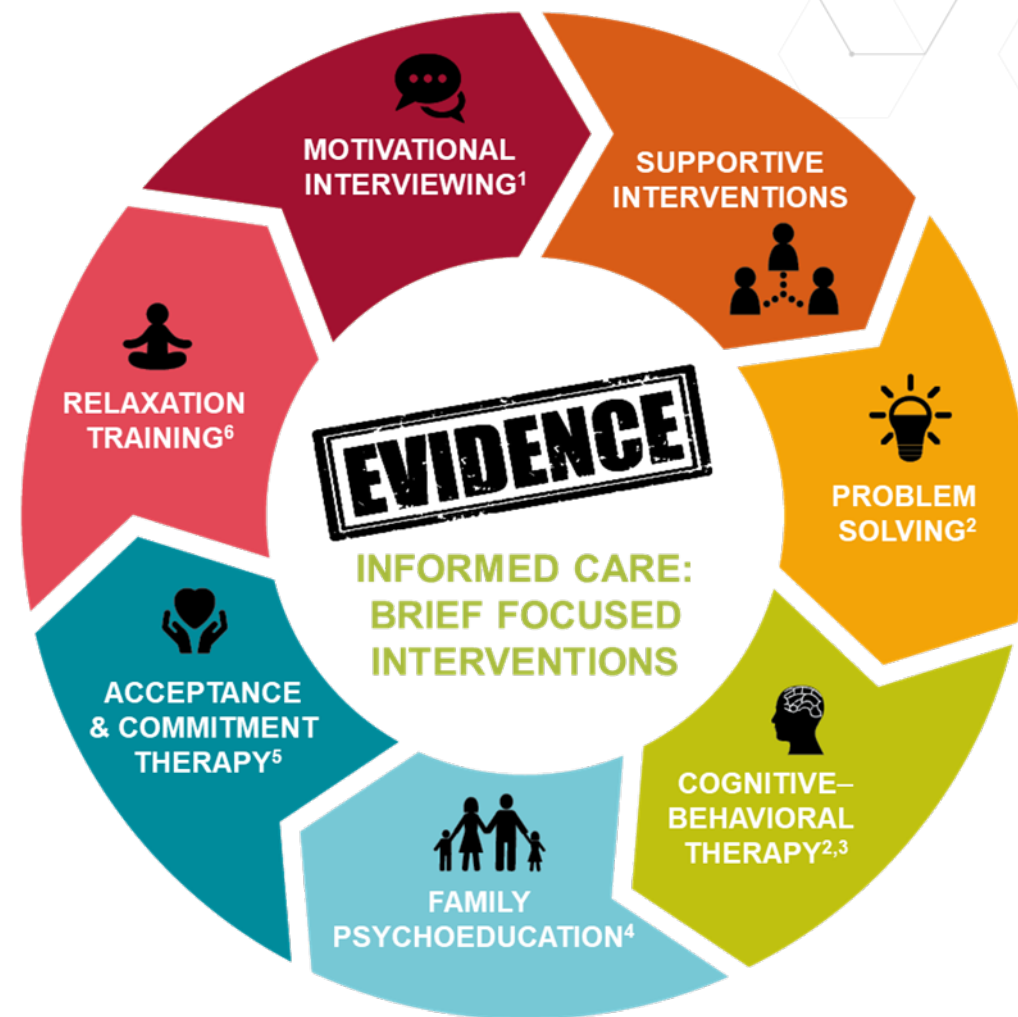 MOTIVATIONAL
INTERVIEWING¹
SUPPORTIVE
INTERVENTIONS
PROBLEM
SOLVING²
COGNITIVE–
BEHAVIORAL
THERAPY²,³
FAMILY
PSYCHOEDUCATION⁴
ACCEPTANCE
& COMMITMENT
THERAPY⁵
RELAXATION
TRAINING⁶
EVIDENCE
INFORMED CARE:
BRIEF FOCUSED
INTERVENTIONS